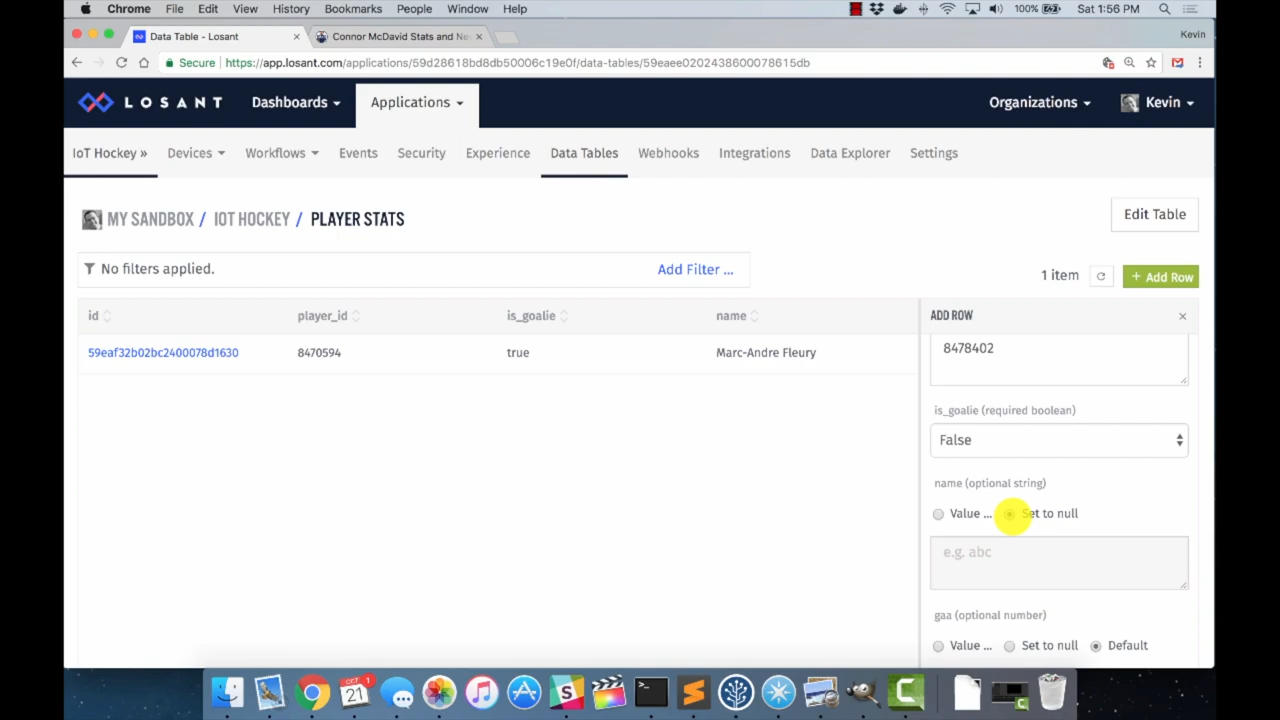 Chrome File Edit View History Bookmarks People Window Help 100% Sat 1:56 PM
Data Table - Losant × Connor McDavid Stats and Ne × Kevin
Secure https://app.losant.com/applications/59d28618bd8db50006c19e0f/data-tables/59eaee0202438600078615db
LOSANT Dashboards Applications Organizations Kevin
IoT Hockey » Devices Workflows Events Security Experience Data Tables Webhooks Integrations Data Explorer Settings
MY SANDBOX / IOT HOCKEY / PLAYER STATS Edit Table
No filters applied. Add Filter ... 1 item + Add Row
id player_id is_goalie name ADD ROW ×
8478402
59eaf32b02bc2400078d1630 8470594 true Marc-Andre Fleury
is_goalie (required boolean)
False
name (optional string)
Value ... Set to null
e.g. abc
gaa (optional number)
Value ... Set to null Default
OCT 1
21